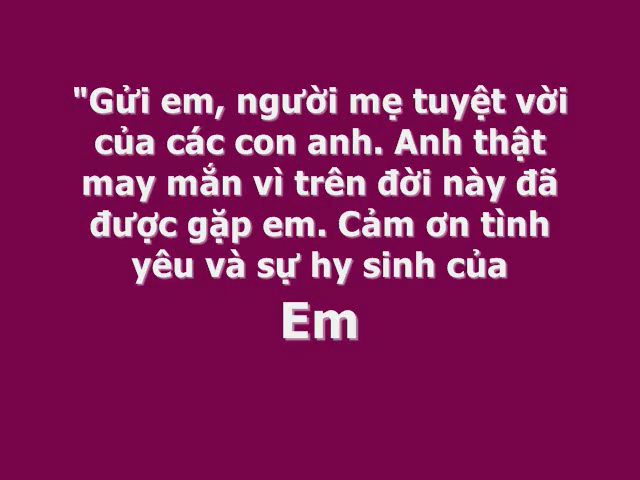 "Gửi em, người mẹ tuyệt vời
của các con anh. Anh thật
may mắn vì trên đời này đã
được gặp em. Cảm ơn tình
yêu và sự hy sinh của
Em